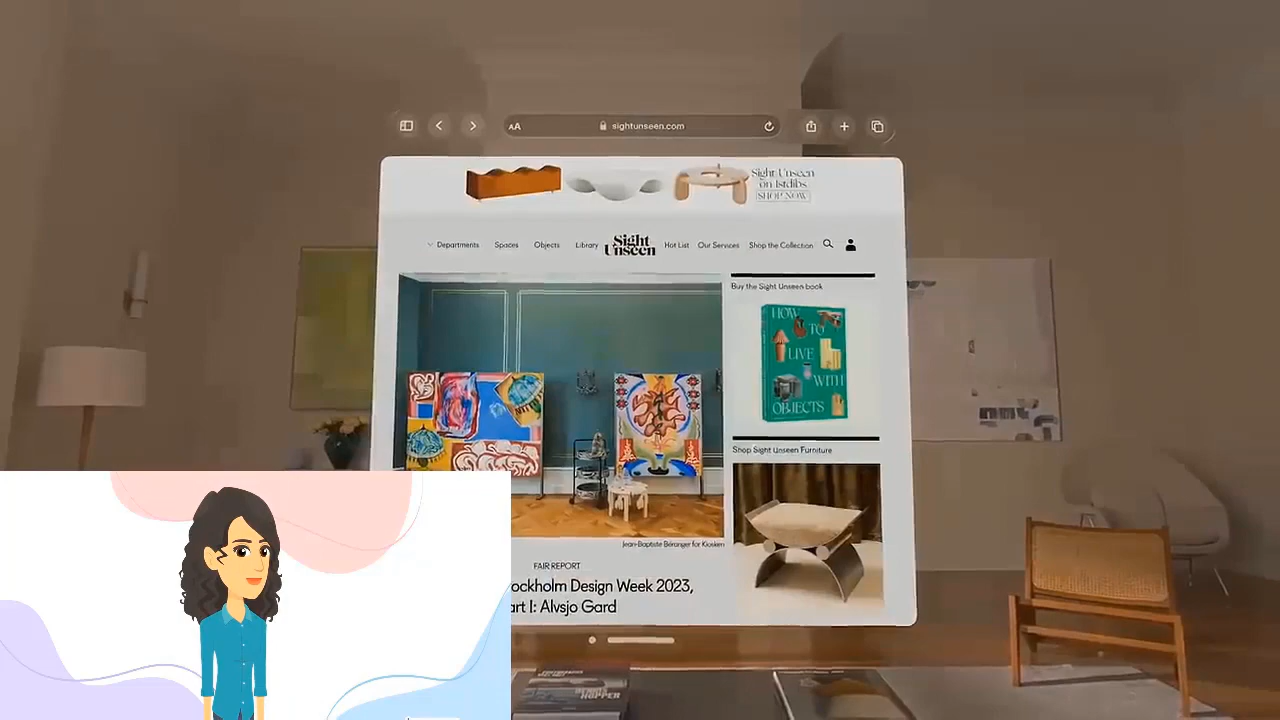 AA
sightunseen.com
Sight Unseen
on 1stdibs
SHOP NOW
Departments
Spaces
Objects
Library
Sight
Unseen
Hot List
Our Services
Shop the Collection
Buy the Sight Unseen book
HOW
TO
LIVE
WITH
OBJECTS
Shop Sight Unseen Furniture
Jean-Baptiste Béranger for Kiosken
FAIR REPORT
ockholm Design Week 2023,
art I: Alvsjo Gard
HOPPER